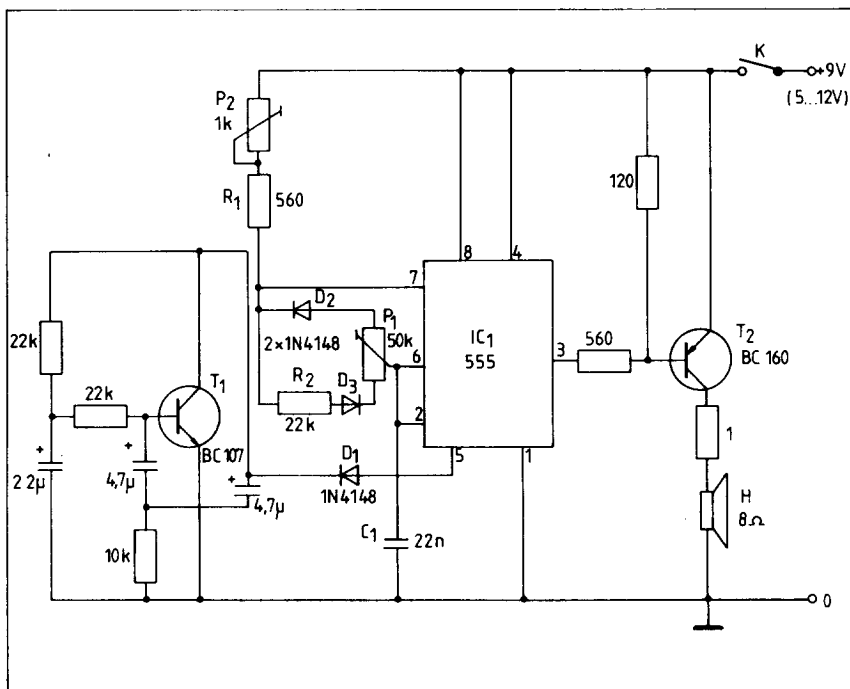 K
+9V
(5...12V)
P2
1k
R1
560
120
8
4
7
D2
P1
50k
2×1N4148
IC1
555
6
3
560
T2
BC 160
22k
T1
R2
D3
22k
22k
2
BC 107
5
1
1
D1
1N4148
+
2 2μ
+
4,7μ
+
4,7μ
H
8Ω
C1
22n
10k
0